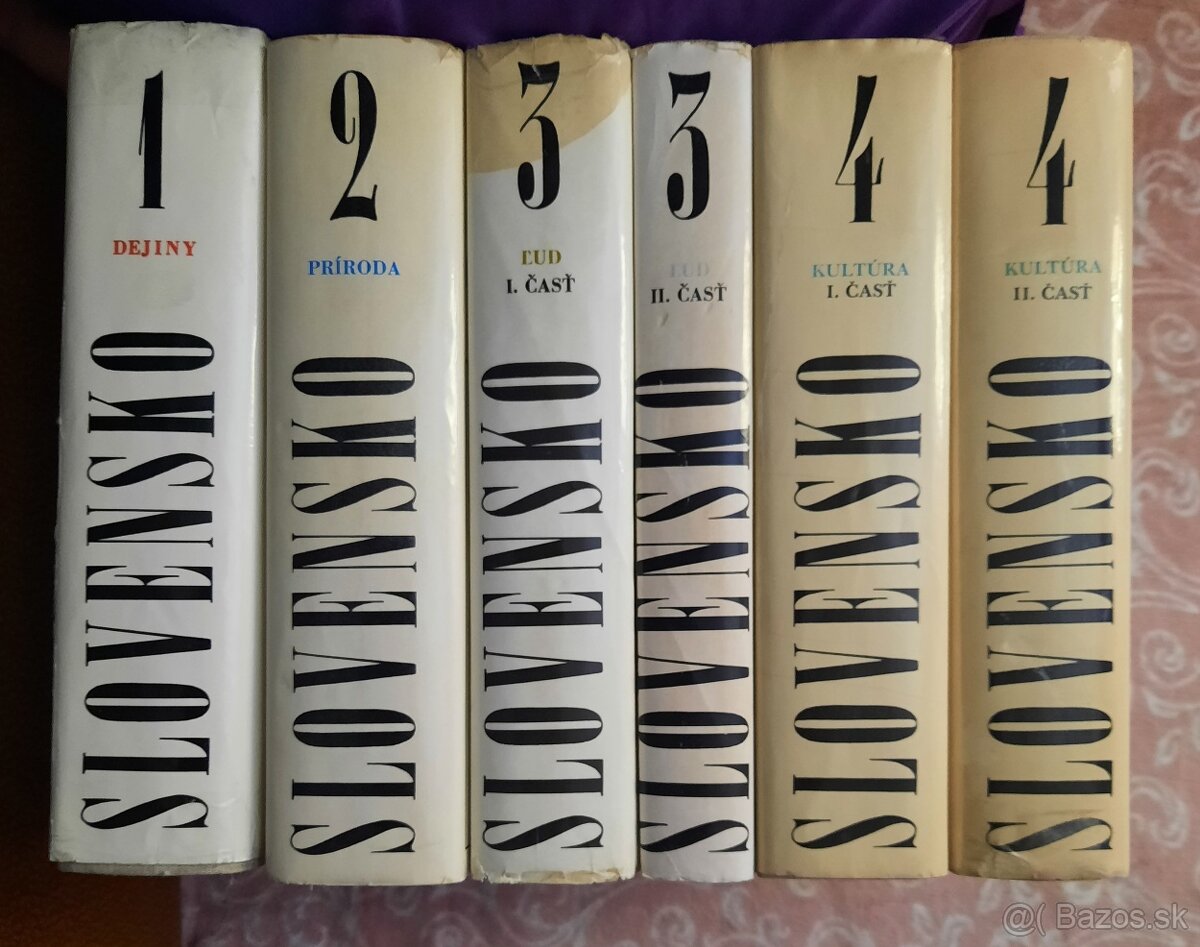 1
DEJINY
SLOVENSKO
2
PRÍRODA
SLOVENSKO
3
ĽUD
I. ČASŤ
SLOVENSKO
3
ĽUD
II. ČASŤ
SLOVENSKO
4
KULTÚRA
I. ČASŤ
SLOVENSKO
4
KULTÚRA
II. ČASŤ
SLOVENSKO
@( Bazos.sk